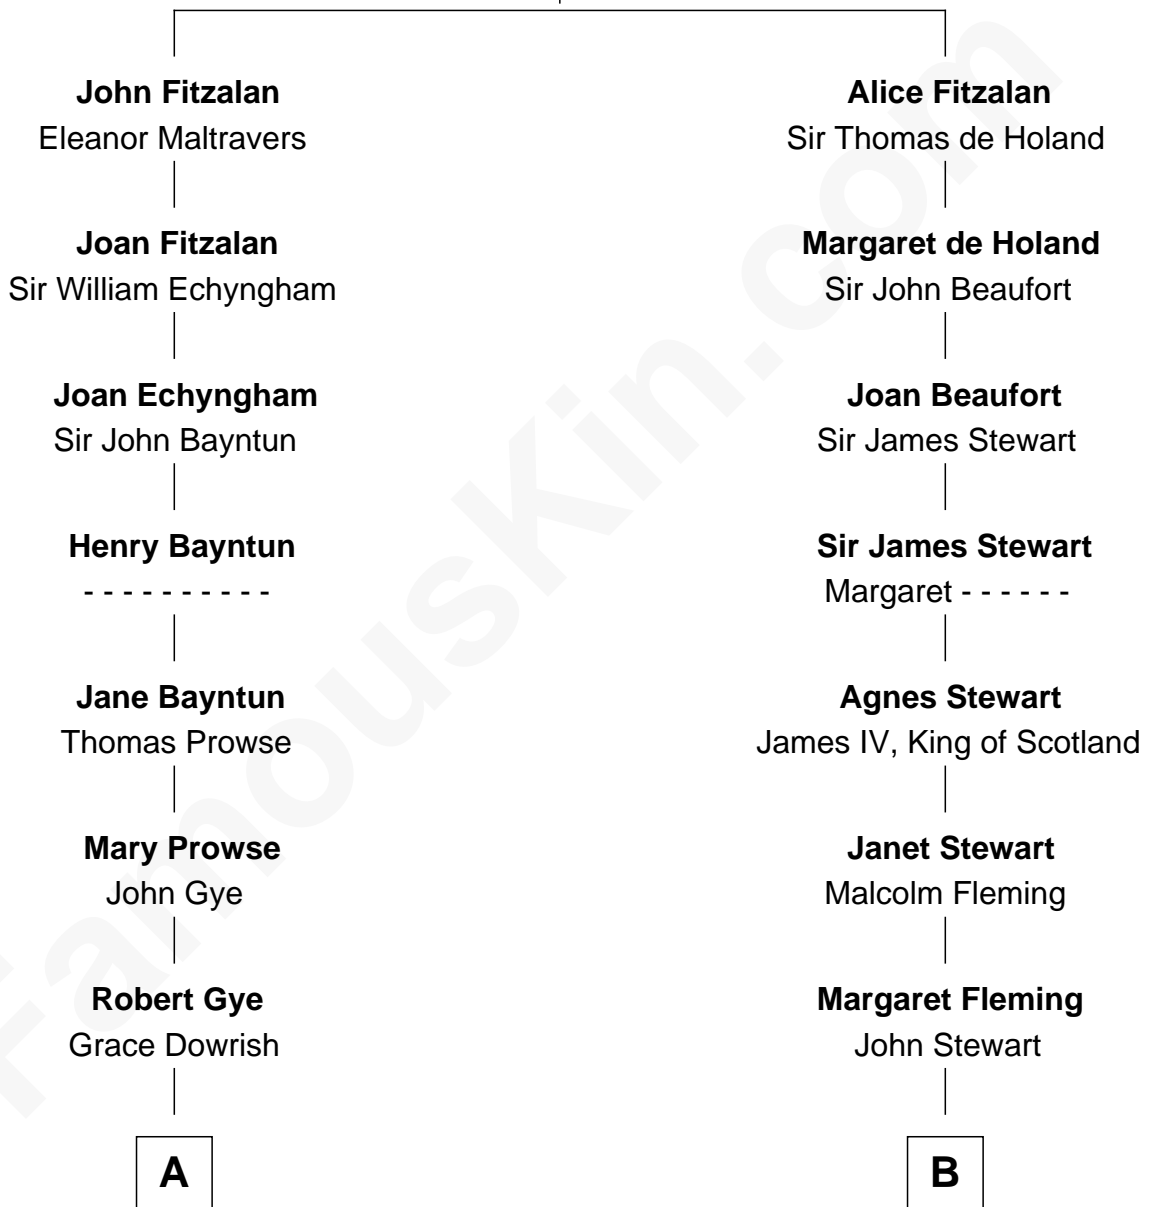 John Fitzalan
Eleanor Maltravers
Joan Fitzalan
Sir William Echyngham
Joan Echyngham
Sir John Bayntun
Henry Bayntun
- - - - - - - - - -
Jane Bayntun
Thomas Prowse
Mary Prowse
John Gye
Robert Gye
Grace Dowrish
A
Alice Fitzalan
Sir Thomas de Holand
Margaret de Holand
Sir John Beaufort
Joan Beaufort
Sir James Stewart
Sir James Stewart
Margaret - - - - - -
Agnes Stewart
James IV, King of Scotland
Janet Stewart
Malcolm Fleming
Margaret Fleming
John Stewart
B
FamousKin.com